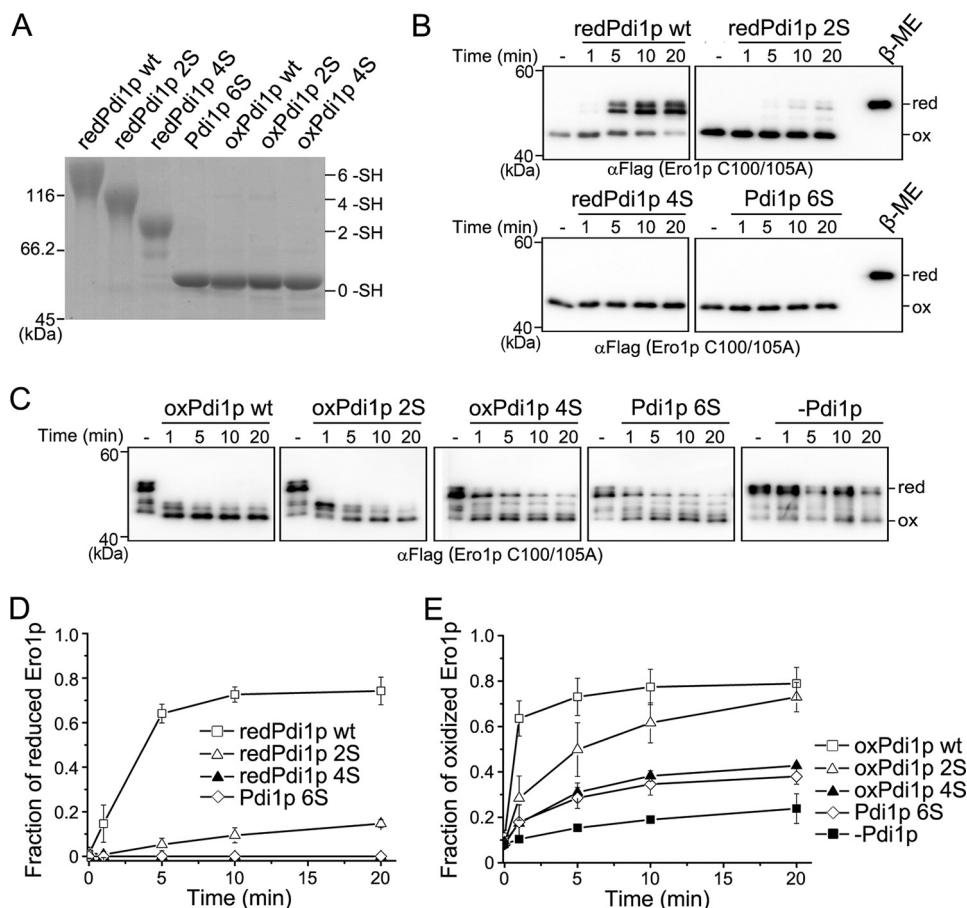 A
redPdi1p wt
redPdi1p 2S
redPdi1p 4S
Pdi1p 6S
oxPdi1p wt
oxPdi1p 2S
oxPdi1p 4S
116
66.2
45
(kDa)
6 -SH
4 -SH
2 -SH
0 -SH
B
redPdi1p wt redPdi1p 2S
Time (min) - 1 5 10 20 - 1 5 10 20 β-ME
60
40
(kDa)
red
ox
αFlag (Ero1p C100/105A)
redPdi1p 4S Pdi1p 6S
Time (min) - 1 5 10 20 - 1 5 10 20 β-ME
60
40
(kDa)
red
ox
αFlag (Ero1p C100/105A)
C
oxPdi1p wt oxPdi1p 2S oxPdi1p 4S Pdi1p 6S -Pdi1p
Time (min) - 1 5 10 20 - 1 5 10 20 - 1 5 10 20 - 1 5 10 20 - 1 5 10 20
60
40
(kDa)
red
ox
αFlag (Ero1p C100/105A)
D
Fraction of reduced Ero1p
1.0
0.8
0.6
0.4
0.2
0
0 5 10 15 20
Time (min)
redPdi1p wt
redPdi1p 2S
redPdi1p 4S
Pdi1p 6S
E
Fraction of oxidized Ero1p
1.0
0.8
0.6
0.4
0.2
0
0 5 10 15 20
Time (min)
oxPdi1p wt
oxPdi1p 2S
oxPdi1p 4S
Pdi1p 6S
-Pdi1p